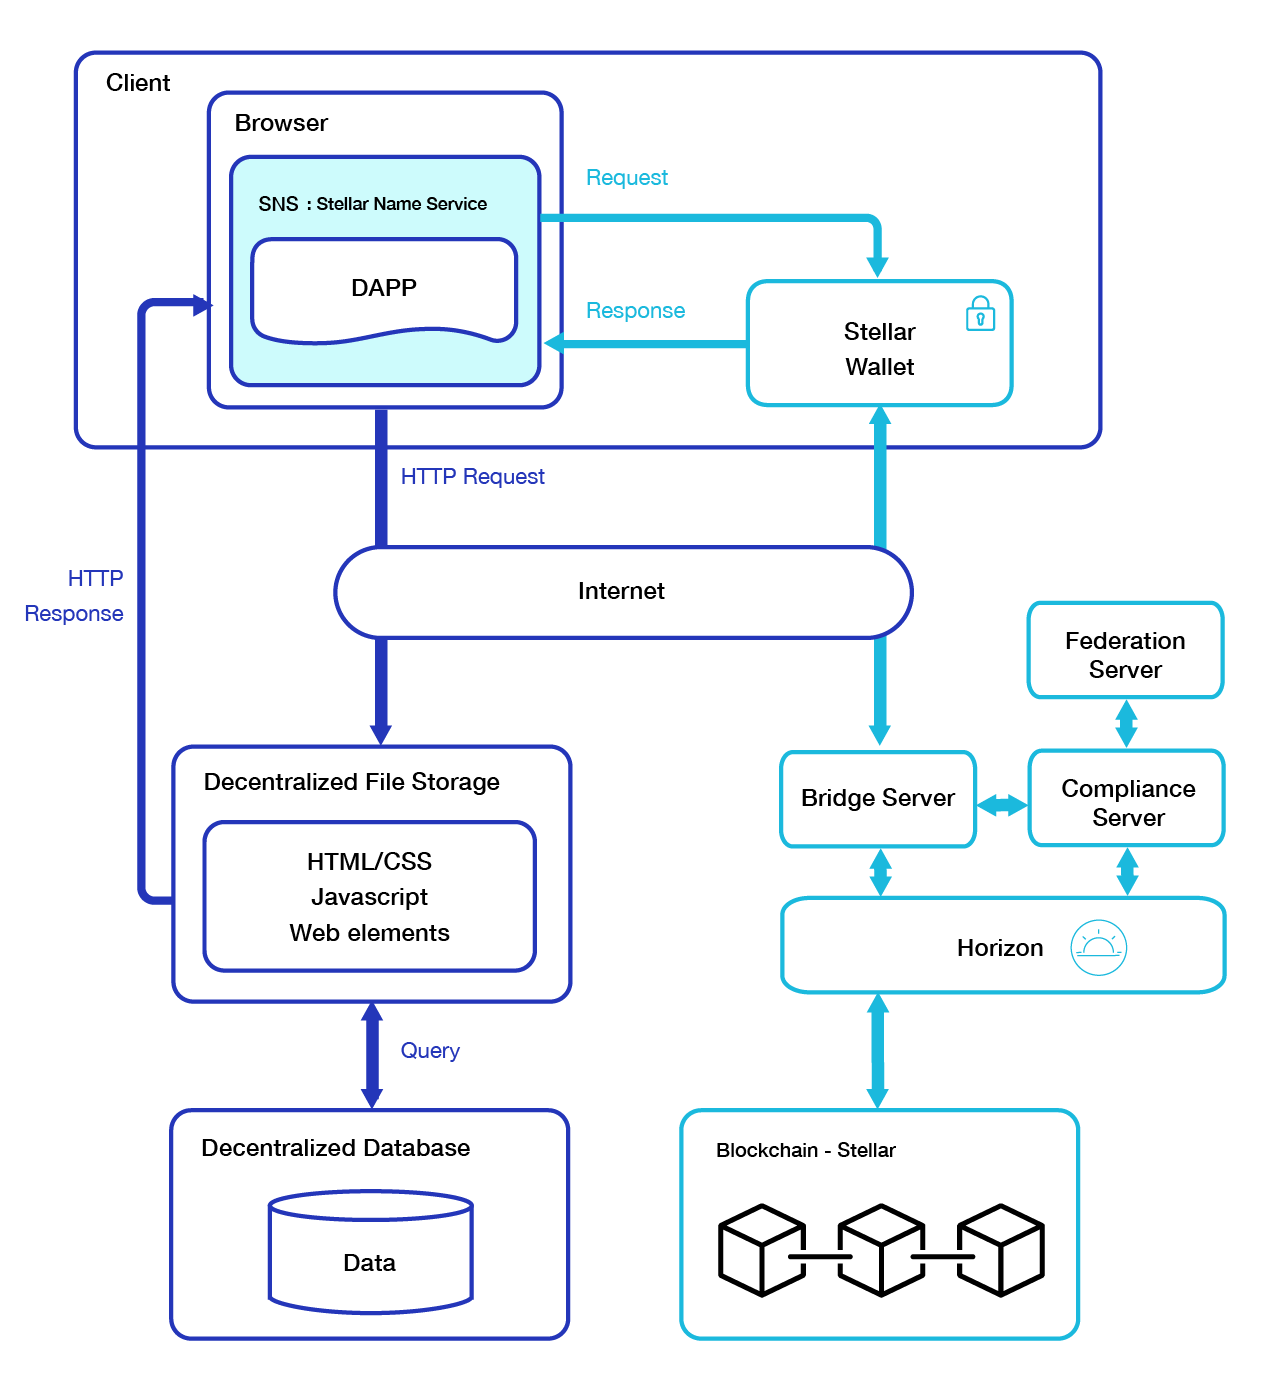 Client
Browser
SNS : Stellar Name Service
DAPP
Request
Response
Stellar
Wallet
HTTP Request
HTTP
Response
Internet
Federation
Server
Decentralized File Storage
HTML/CSS
Javascript
Web elements
Bridge Server
Compliance
Server
Horizon
Query
Decentralized Database
Data
Blockchain - Stellar